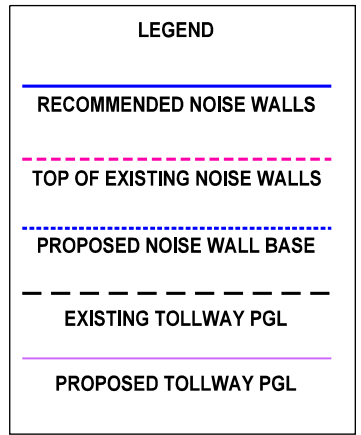 LEGEND
RECOMMENDED NOISE WALLS
TOP OF EXISTING NOISE WALLS
PROPOSED NOISE WALL BASE
EXISTING TOLLWAY PGL
PROPOSED TOLLWAY PGL